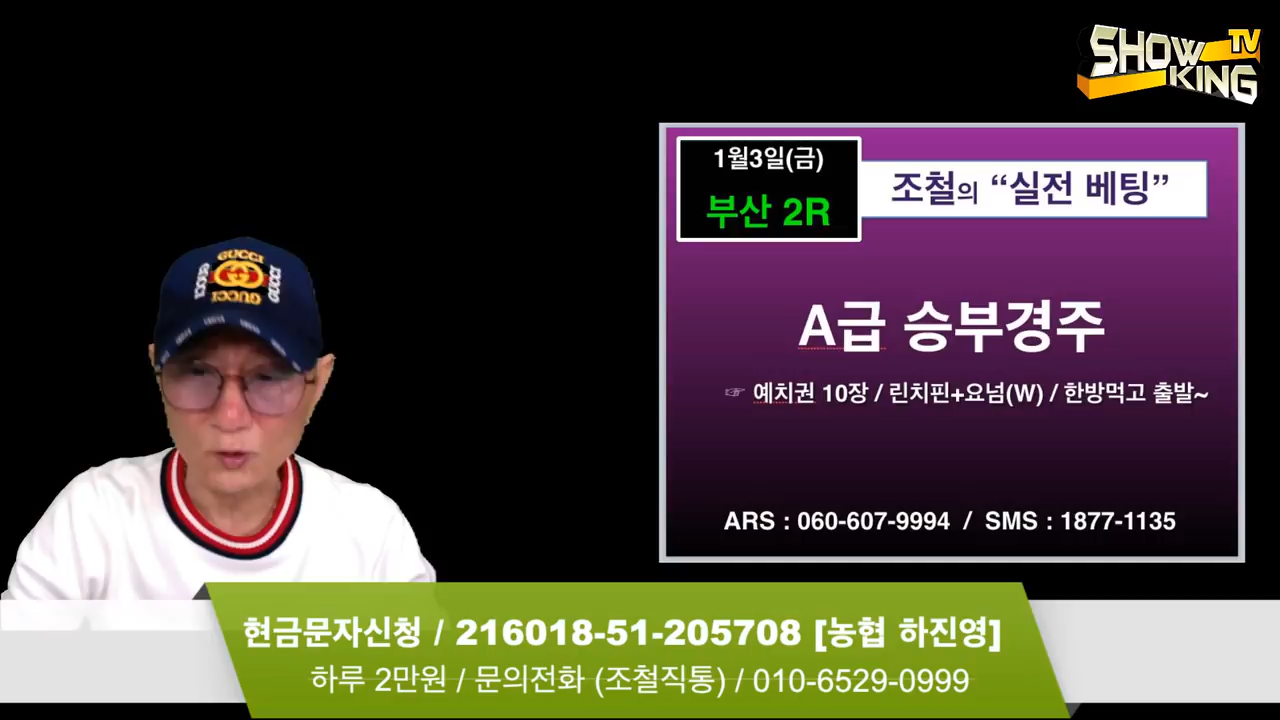 SHOW TV
KING
1월3일(금)
부산 2R
조철의 “실전 베팅”
A급 승부경주
☞ 예치권 10장 / 린치핀+요넘(W) / 한방먹고 출발~
ARS : 060-607-9994 / SMS : 1877-1135
GUCCI
GUCCI
GUCCI
GUCCI
현금문자신청 / 216018-51-205708 [농협 하진영]
하루 2만원 / 문의전화 (조철직통) / 010-6529-0999